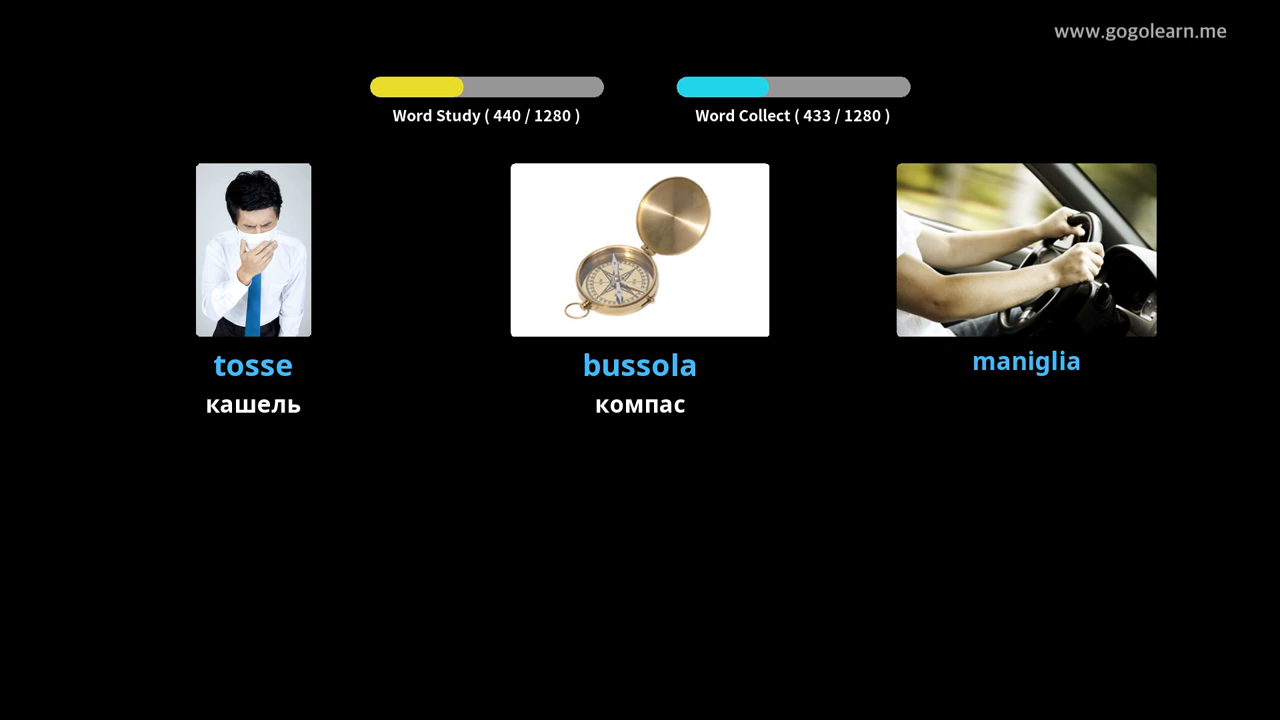 www.gogolearn.me
Word Study ( 440 / 1280 )
Word Collect ( 433 / 1280 )
tosse
кашель
bussola
компас
maniglia